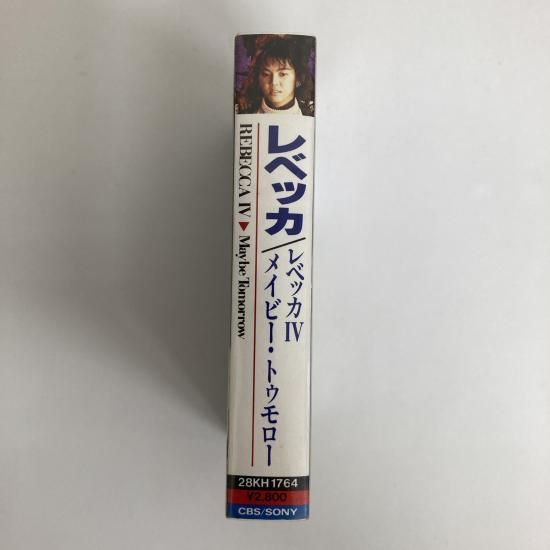 レベッカ/レベッカIV
メイビー・トゥモロー
REBECCA IV ▶ Maybe Tomorrow
28KH1764
¥2,800
CBS/SONY